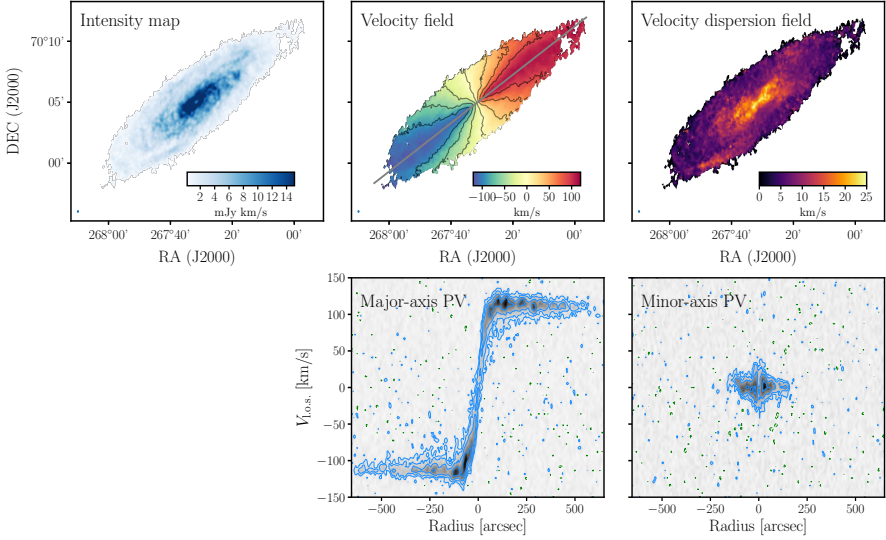 Intensity map
Velocity field
Velocity dispersion field
70°10′
05′
00′
DEC (J2000)
2 4 6 8 10 12 14
mJy km/s
−100 −50 0 50 100
km/s
0 5 10 15 20 25
km/s
268°00′ 267°40′ 20′ 00′
268°00′ 267°40′ 20′ 00′
268°00′ 267°40′ 20′ 00′
RA (J2000)
RA (J2000)
RA (J2000)
Major-axis PV
Minor-axis PV
150
100
50
0
−50
−100
−150
V_l.o.s. [km/s]
−500 −250 0 250 500
−500 −250 0 250 500
Radius [arcsec]
Radius [arcsec]